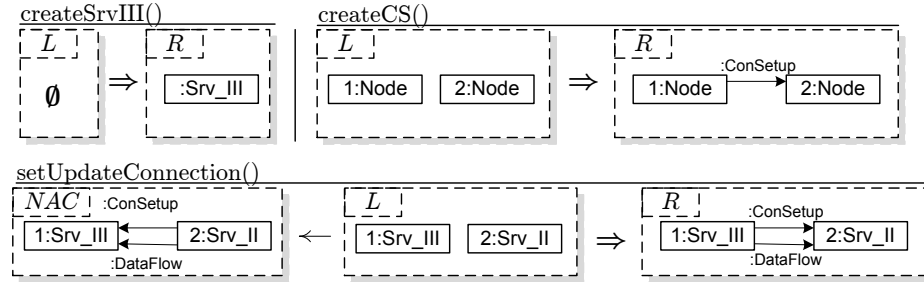 createSrvIII()
L
∅
⇒
R
:Srv_III
createCS()
L
1:Node
2:Node
⇒
R
:ConSetup
1:Node
2:Node
setUpdateConnection()
NAC
:ConSetup
1:Srv_III
2:Srv_II
:DataFlow
←
L
1:Srv_III
2:Srv_II
⇒
R
:ConSetup
1:Srv_III
2:Srv_II
:DataFlow